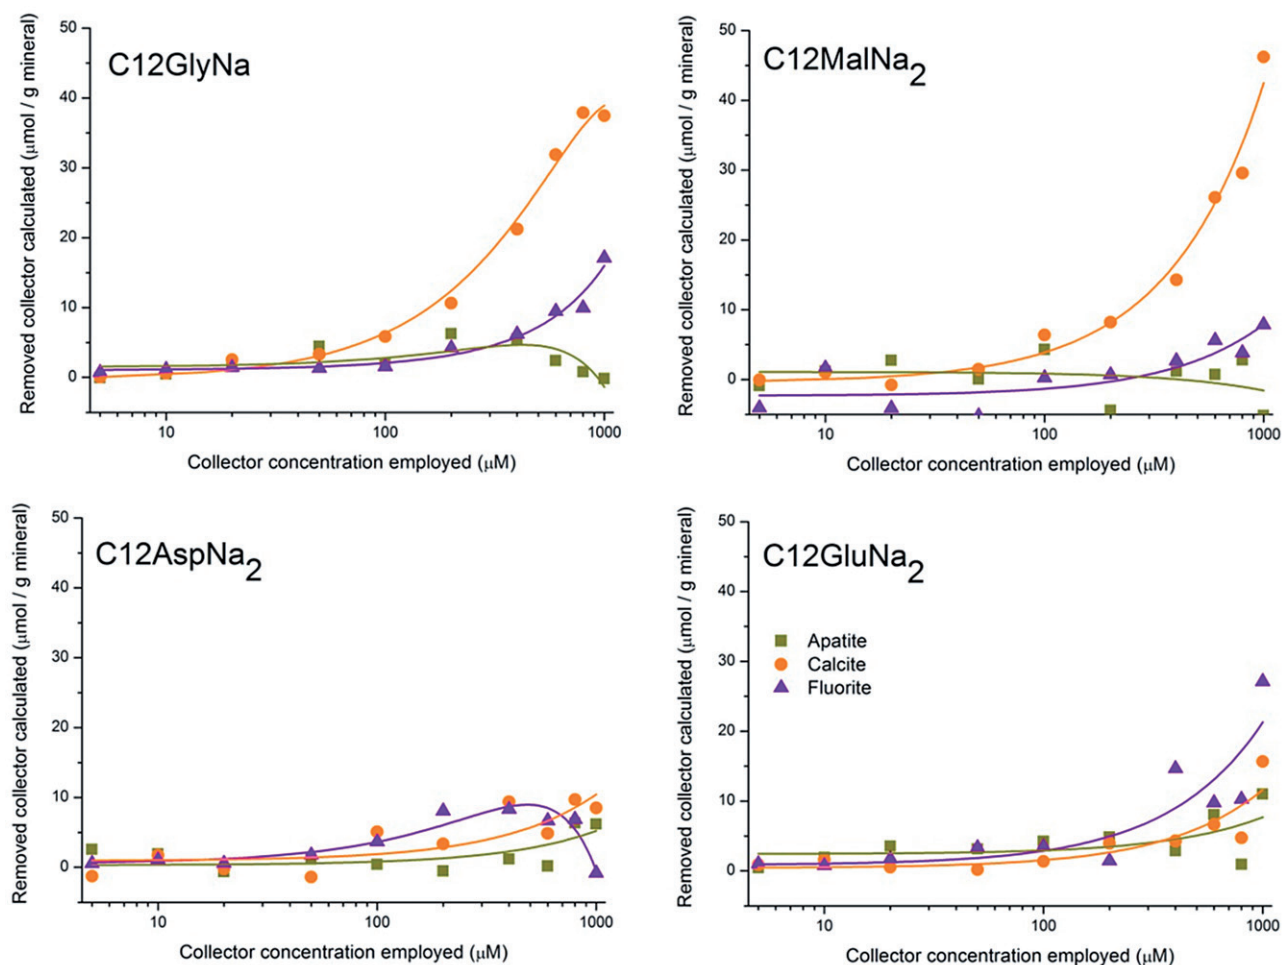 C12GlyNa
Removed collector calculated (μmol / g mineral)
50
40
30
20
10
0
10
100
1000
Collector concentration employed (μM)
C12MalNa2
Removed collector calculated (μmol / g mineral)
50
40
30
20
10
0
10
100
1000
Collector concentration employed (μM)
C12AspNa2
Removed collector calculated (μmol / g mineral)
50
40
30
20
10
0
10
100
1000
Collector concentration employed (μM)
C12GluNa2
Removed collector calculated (μmol / g mineral)
50
40
30
20
10
0
Apatite
Calcite
Fluorite
10
100
1000
Collector concentration employed (μM)